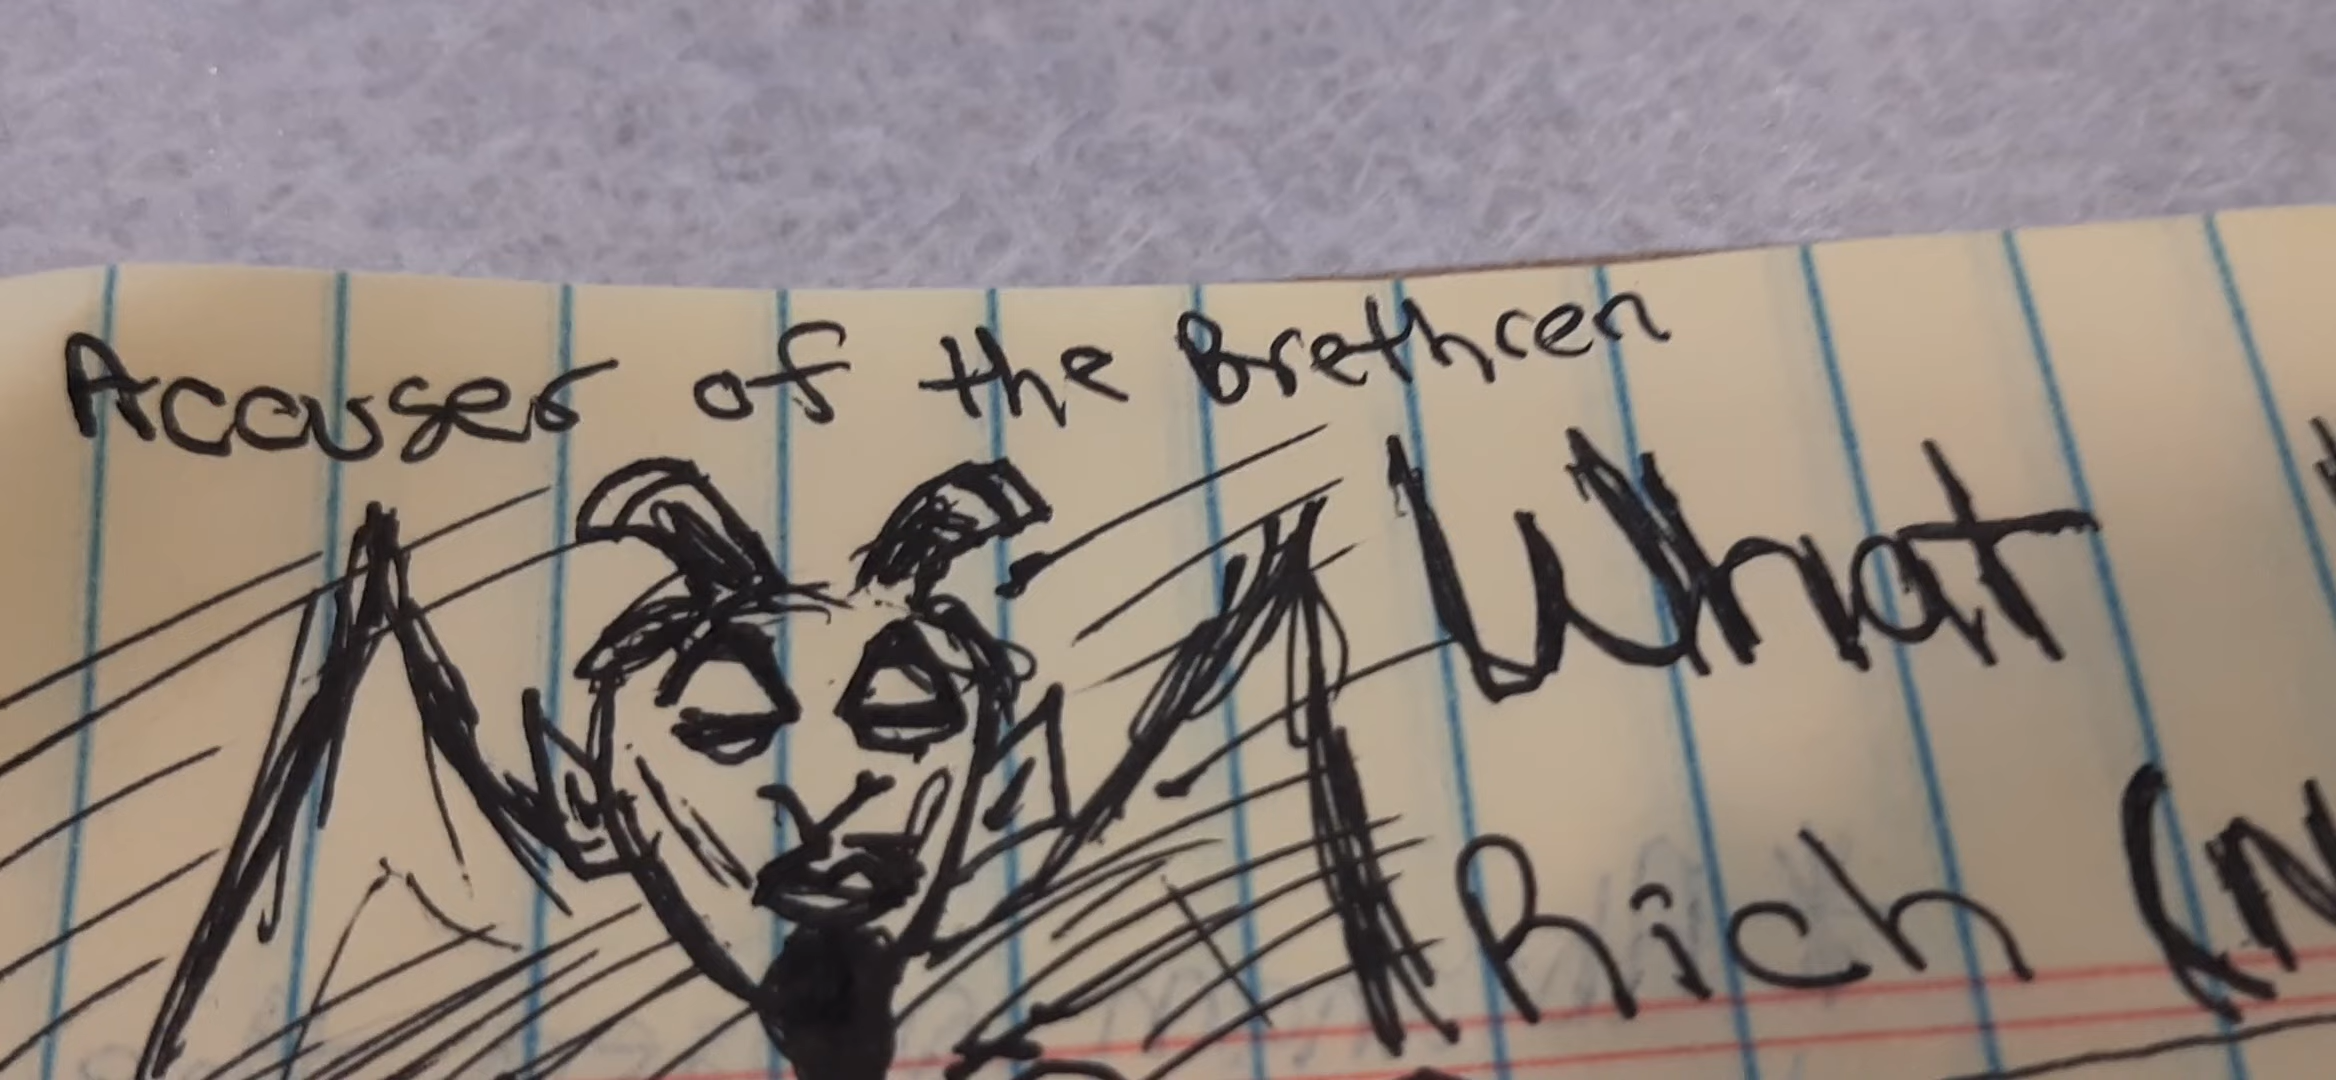 Accuser of the Brethren
What
Rich (N